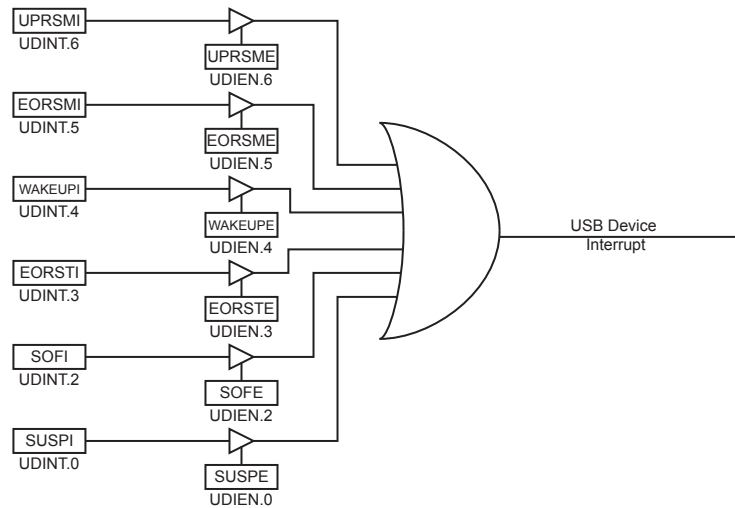 UPRSMI
UDINT.6
UPRSME
UDIEN.6
EORSMI
UDINT.5
EORSME
UDIEN.5
WAKEUPI
UDINT.4
WAKEUPE
UDIEN.4
EORSTI
UDINT.3
EORSTE
UDIEN.3
SOFI
UDINT.2
SOFE
UDIEN.2
SUSPI
UDINT.0
SUSPE
UDIEN.0
USB Device
Interrupt